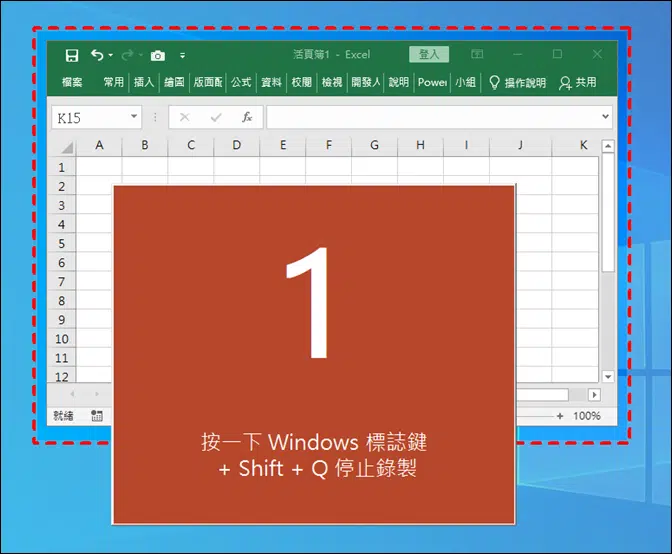 活頁簿1 - Excel
登入
檔案 常用 插入 繪圖 版面配 公式 資料 校閱 檢視 開發人 說明 Power 小組 操作說明 共用
K15 fx
A B C D E F G H I J K
1
2
3
4
5
6
7
8
9
10
11
12
1
按一下 Windows 標誌鍵
+ Shift + Q 停止錄製
就緒
+ 100%